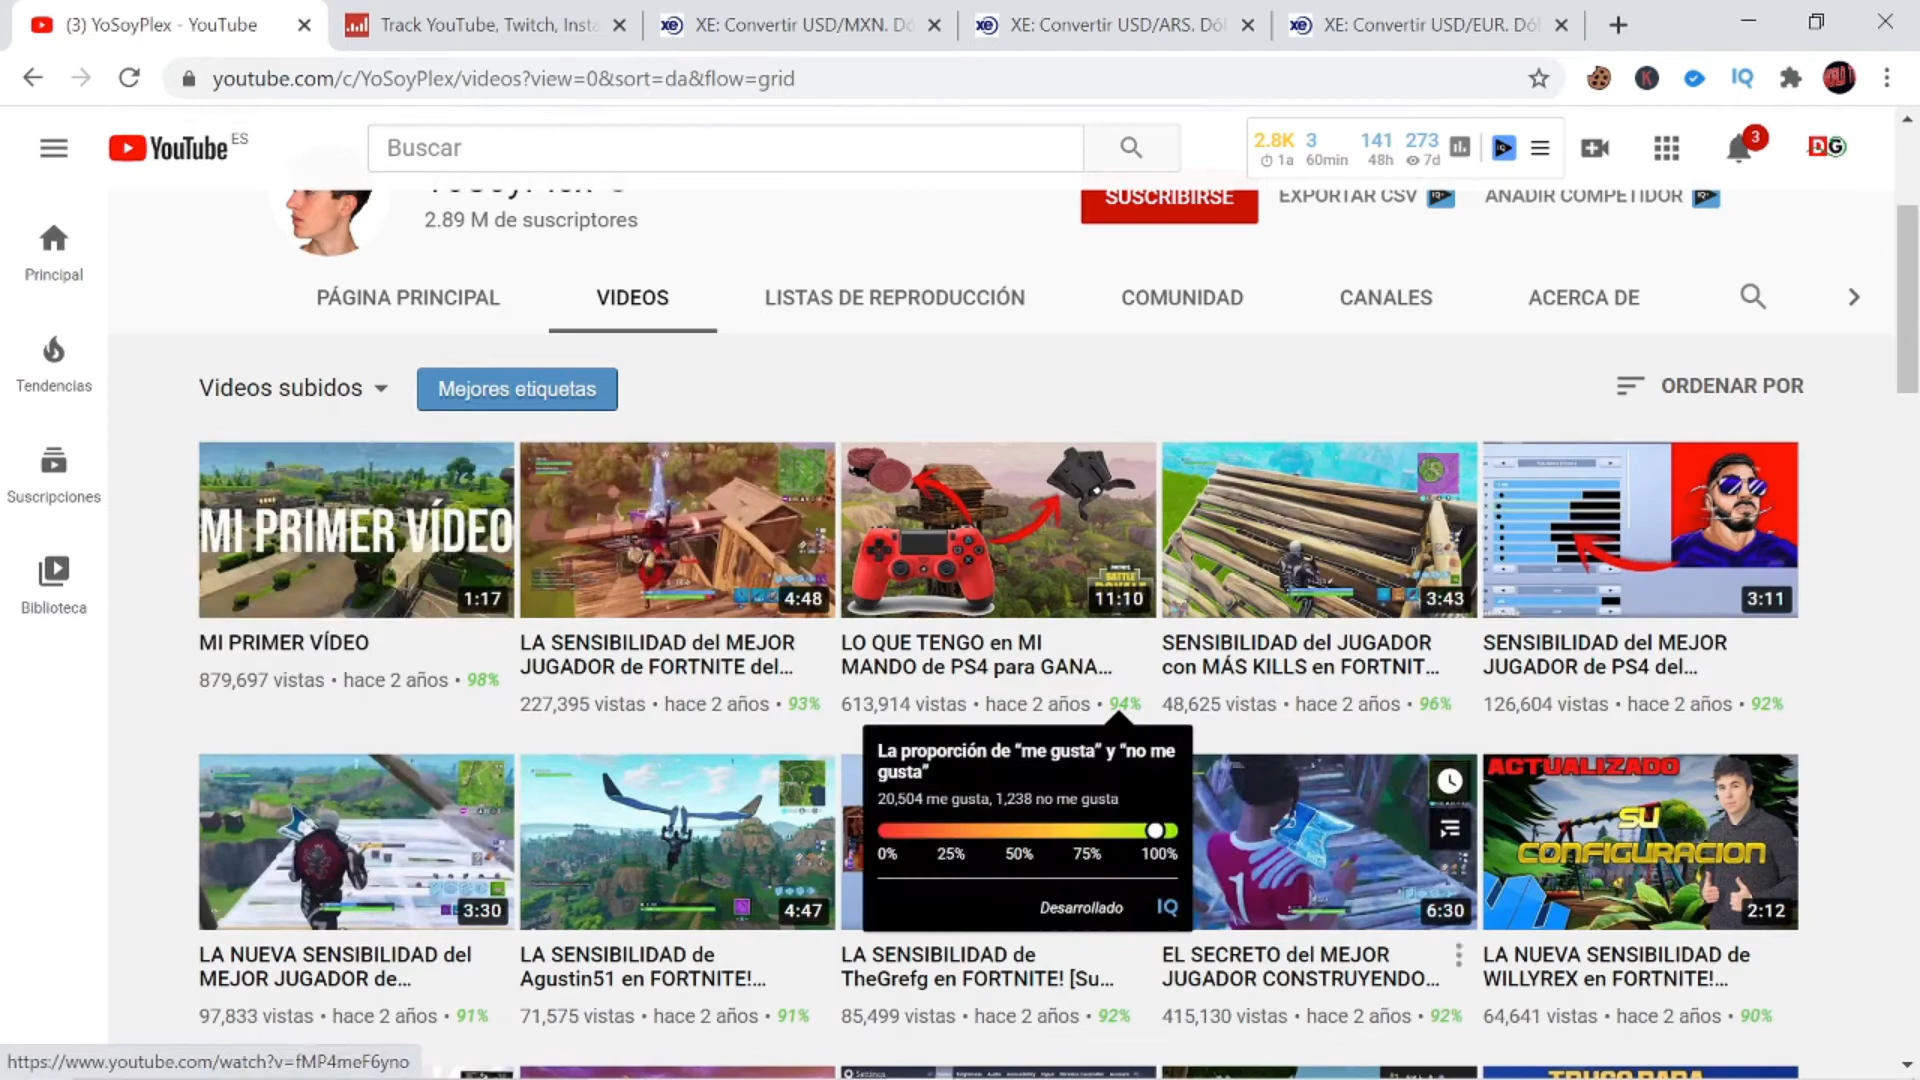 (3) YoSoyPlex - YouTube
Track YouTube, Twitch, Insta
XE: Convertir USD/MXN. Dó
XE: Convertir USD/ARS. Dól
XE: Convertir USD/EUR. Dól
youtube.com/c/YoSoyPlex/videos?view=0&sort=da&flow=grid
YouTube ES
Buscar
2.8K 3 141 273
1a 60min 48h 7d
3
YoSoyPlex
2.89 M de suscriptores
SUSCRIBIRSE
EXPORTAR CSV
AÑADIR COMPETIDOR
Principal
Tendencias
Suscripciones
Biblioteca
PÁGINA PRINCIPAL
VIDEOS
LISTAS DE REPRODUCCIÓN
COMUNIDAD
CANALES
ACERCA DE
Videos subidos
Mejores etiquetas
ORDENAR POR
MI PRIMER VÍDEO
1:17
4:48
BATTLE
11:10
3:43
3:11
MI PRIMER VÍDEO
879,697 vistas • hace 2 años • 98%
LA SENSIBILIDAD del MEJOR
JUGADOR de FORTNITE del...
227,395 vistas • hace 2 años • 93%
LO QUE TENGO en MI
MANDO de PS4 para GANA...
613,914 vistas • hace 2 años • 94%
SENSIBILIDAD del JUGADOR
con MÁS KILLS en FORTNIT...
48,625 vistas • hace 2 años • 96%
SENSIBILIDAD del MEJOR
JUGADOR de PS4 del...
126,604 vistas • hace 2 años • 92%
La proporción de “me gusta” y “no me
gusta”
20,504 me gusta, 1,238 no me gusta
0% 25% 50% 75% 100%
Desarrollado IQ
3:30
4:47
1
6:30
ACTUALIZADO
SU
CONFIGURACION
2:12
LA NUEVA SENSIBILIDAD del
MEJOR JUGADOR de...
97,833 vistas • hace 2 años • 91%
LA SENSIBILIDAD de
Agustin51 en FORTNITE!...
71,575 vistas • hace 2 años • 91%
LA SENSIBILIDAD de
TheGrefg en FORTNITE! [Su...
85,499 vistas • hace 2 años • 92%
EL SECRETO del MEJOR
JUGADOR CONSTRUYENDO...
415,130 vistas • hace 2 años • 92%
LA NUEVA SENSIBILIDAD de
WILLYREX en FORTNITE!...
64,641 vistas • hace 2 años • 90%
https://www.youtube.com/watch?v=fMP4meF6yno
Settings
TRUCO PARA